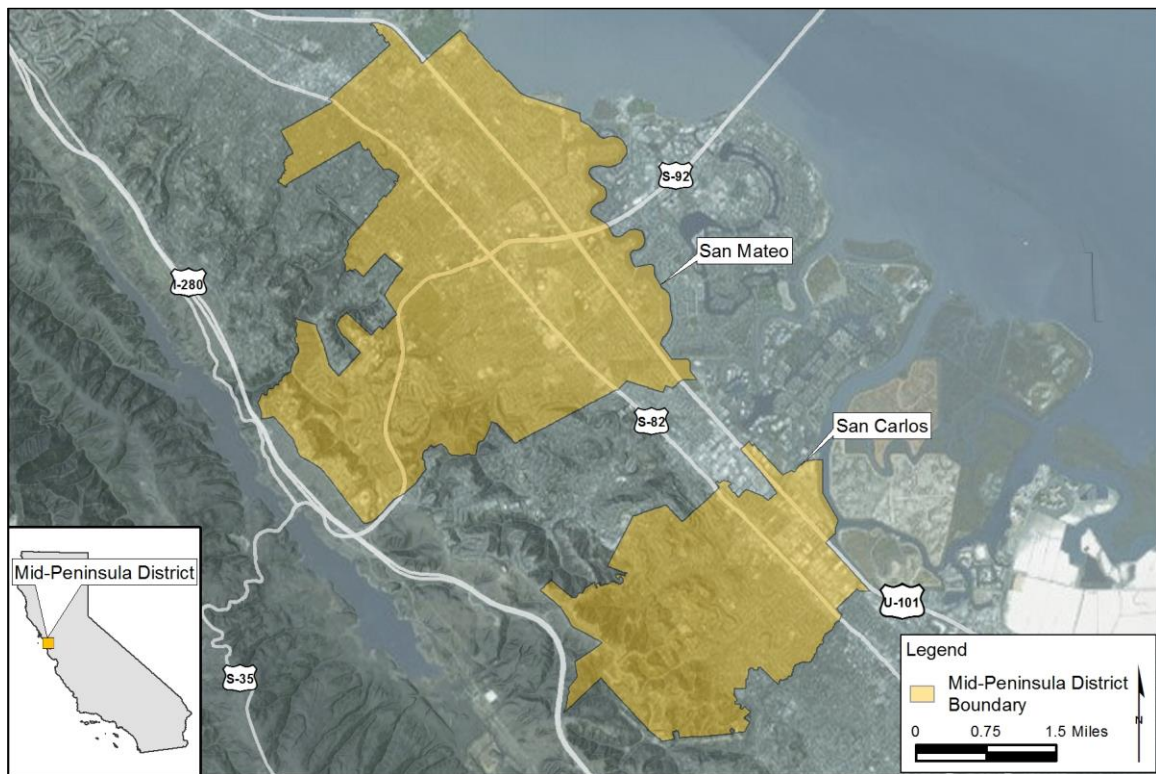 S-92
San Mateo
I-280
San Carlos
S-82
Mid-Peninsula District
U-101
S-35
Legend
Mid-Peninsula District
Boundary
0 0.75 1.5 Miles
N